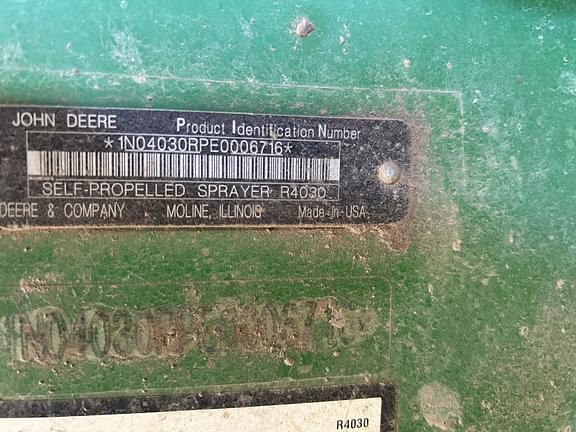 JOHN DEERE Product Identification Number
*1N04030RPE0006716*
SELF-PROPELLED SPRAYER R4030
DEERE & COMPANY MOLINE, ILLINOIS Made-In-USA
R4030